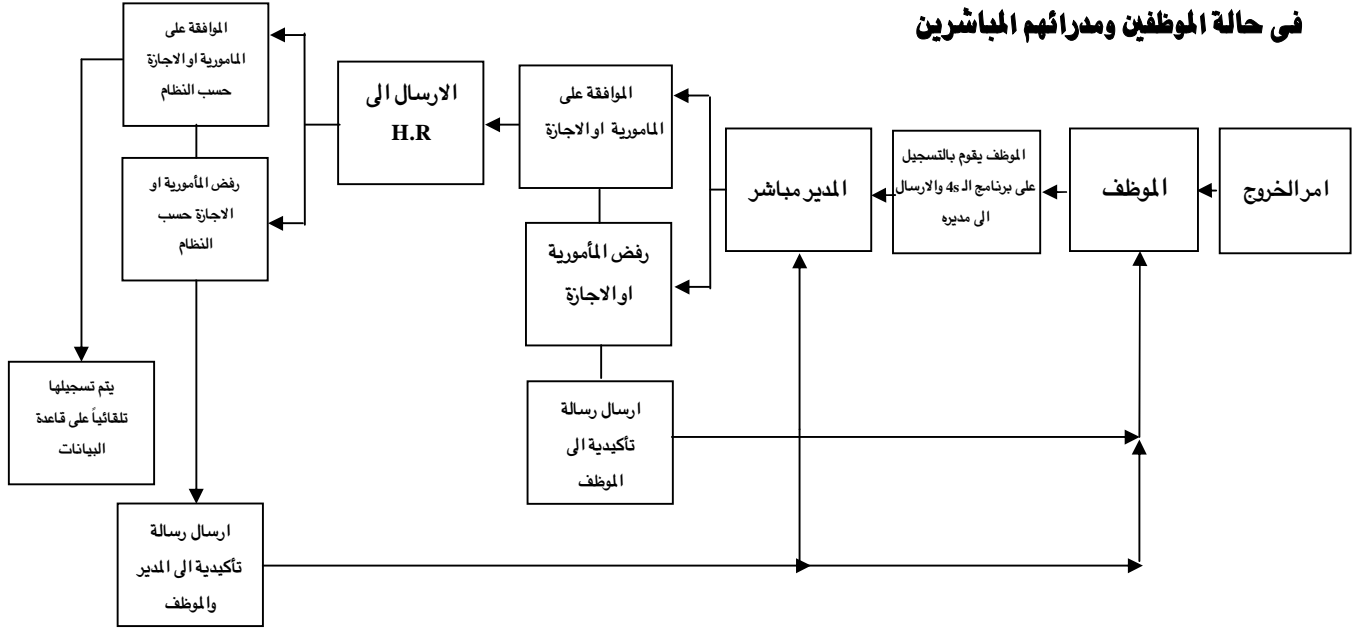 فى حالة الموظفين ومدرائهم المباشرين
امر الخروج
الموظف
الموظف يقوم بالتسجيل
على برنامج الـ 4s والارسال
الى مديره
المدير مباشر
الموافقة على
المامورية او الاجازة
رفض المأمورية
او الاجازة
ارسال رسالة
تأكيدية الى
الموظف
الارسال الى
H.R
الموافقة على
المامورية او الاجازة
حسب النظام
رفض المأمورية او
الاجازة حسب
النظام
يتم تسجيلها
تلقائياً على قاعدة
البيانات
ارسال رسالة
تأكيدية الى المدير
والموظف